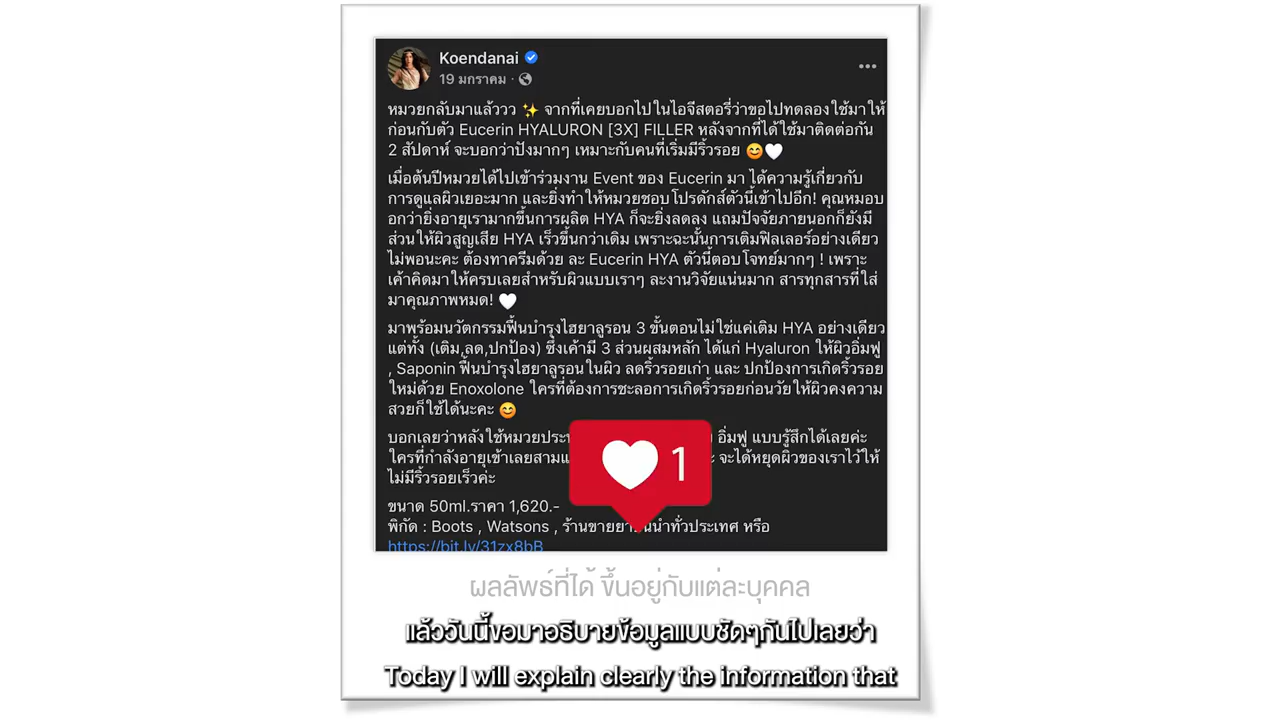 Koendanai
19 มกราคม ·
หมวยกลับมาแล้ววว ✨ จากที่เคยบอกไปในไอจีสตอรี่ว่าขอไปทดลองใช้มาให้
ก่อนกับตัว Eucerin HYALURON [3X] FILLER หลังจากที่ได้ใช้มาติดต่อกัน
2 สัปดาห์ จะบอกว่าปังมากๆ เหมาะกับคนที่เริ่มมีริ้วรอย 😊🤍
เมื่อต้นปีหมวยได้ไปเข้าร่วมงาน Event ของ Eucerin มา ได้ความรู้เกี่ยวกับ
การดูแลผิวเยอะมาก และยิ่งทำให้หมวยชอบโปรดักส์ตัวนี้เข้าไปอีก! คุณหมอบ
อกว่ายิ่งอายุเรามากขึ้นการผลิต HYA ก็จะยิ่งลดลง แถมปัจจัยภายนอกก็ยังมี
ส่วนให้ผิวสูญเสีย HYA เร็วขึ้นกว่าเดิม เพราะฉะนั้นการเติมฟิลเลอร์อย่างเดียว
ไม่พอนะคะ ต้องทาครีมด้วย ละ Eucerin HYA ตัวนี้ตอบโจทย์มากๆ ! เพราะ
เค้าคิดมาให้ครบเลยสำหรับผิวแบบเราๆ ละงานวิจัยแน่นมาก สารทุกสารที่ใส่
มาคุณภาพหมด! 🤍
มาพร้อมนวัตกรรมฟื้นบำรุงไฮยาลูรอน 3 ขั้นตอนไม่ใช่แค่เติม HYA อย่างเดียว
แต่ทั้ง (เติม,ลด,ปกป้อง) ซึ่งเค้ามี 3 ส่วนผสมหลัก ได้แก่ Hyaluron ให้ผิวอิ่มฟู
, Saponin ฟื้นบำรุงไฮยาลูรอนในผิว ลดริ้วรอยเก่า และ ปกป้องการเกิดริ้วรอย
ใหม่ด้วย Enoxolone ใครที่ต้องการชะลอการเกิดริ้วรอยก่อนวัยให้ผิวคงความ
สวยก็ใช้ได้นะคะ 😊
บอกเลยว่าหลังใช้หมวยประ อิ่มฟู แบบรู้สึกได้เลยค่ะ
ใครที่กำลังอายุเข้าเลยสาม จะได้หยุดผิวของเราไว้ให้
ไม่มีริ้วรอยเร็วค่ะ
1
ขนาด 50ml.ราคา 1,620.-
พิกัด : Boots , Watsons , ร้านขายยา นำทั่วประเทศ หรือ
https://bit.ly/31zx8bB
ผลลัพธ์ที่ได้ ขึ้นอยู่กับแต่ละบุคคล
แล้ววันนี้ขอมาอธิบายข้อมูลแบบชัดๆกันไปเลยว่า
Today I will explain clearly the information that